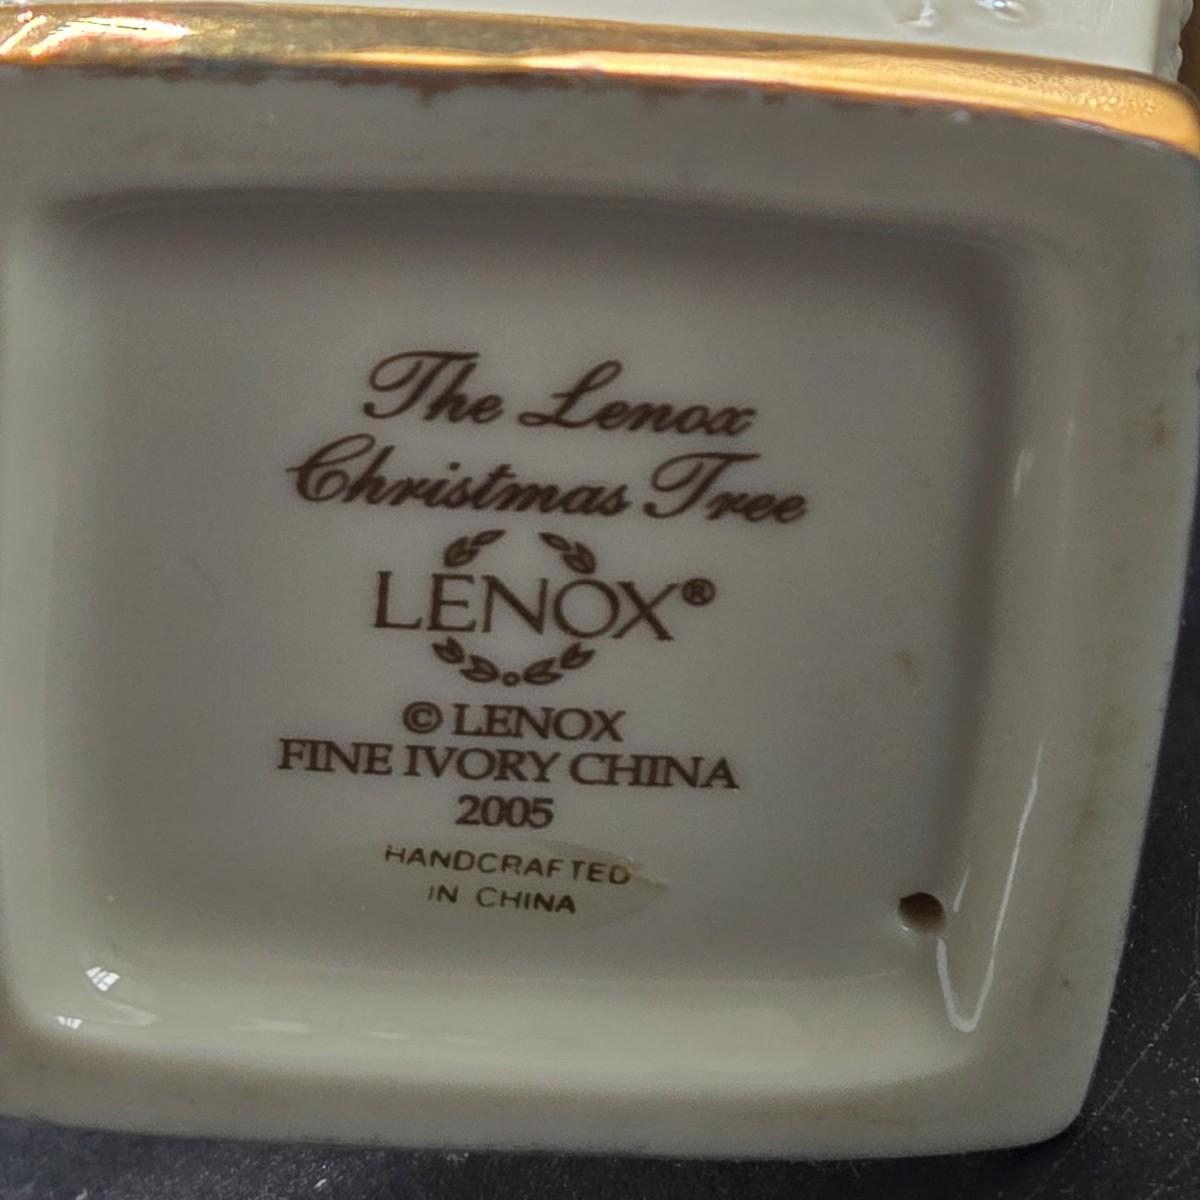 The Lenox
Christmas Tree
LENOX®
© LENOX
FINE IVORY CHINA
2005
HANDCRAFTED
IN CHINA